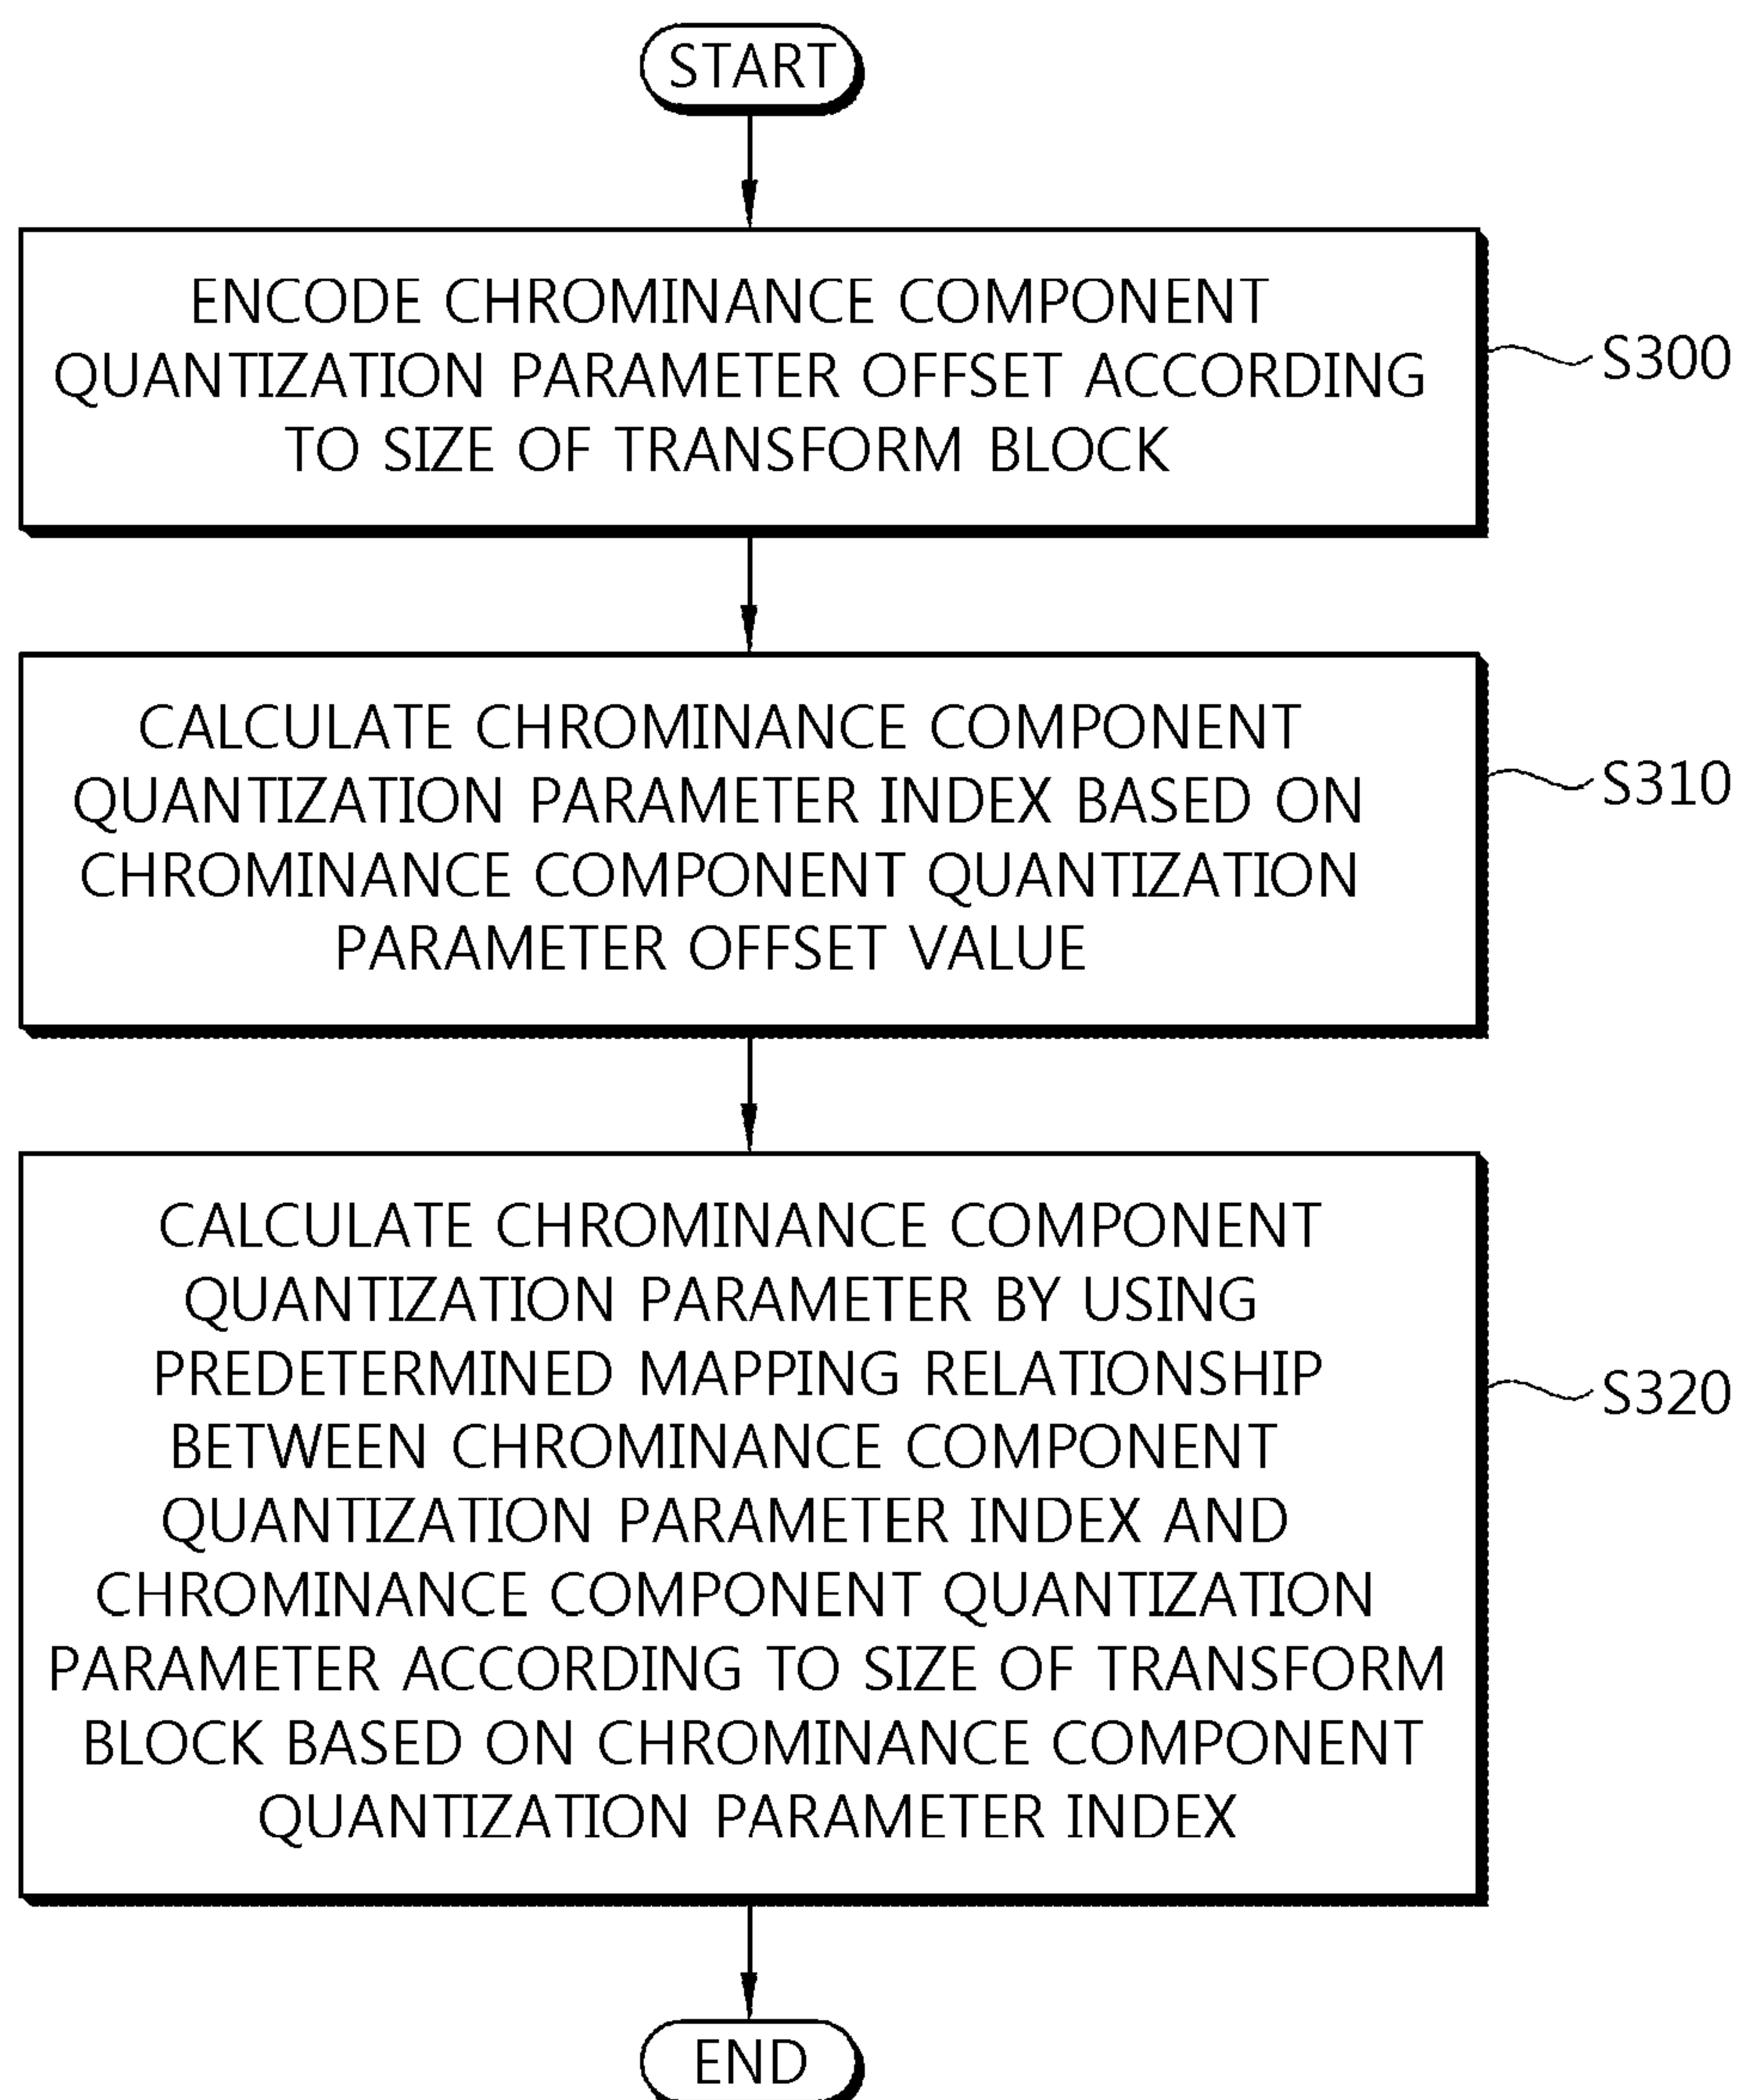 START
ENCODE CHROMINANCE COMPONENT
QUANTIZATION PARAMETER OFFSET ACCORDING
TO SIZE OF TRANSFORM BLOCK
S300
CALCULATE CHROMINANCE COMPONENT
QUANTIZATION PARAMETER INDEX BASED ON
CHROMINANCE COMPONENT QUANTIZATION
PARAMETER OFFSET VALUE
S310
CALCULATE CHROMINANCE COMPONENT
QUANTIZATION PARAMETER BY USING
PREDETERMINED MAPPING RELATIONSHIP
BETWEEN CHROMINANCE COMPONENT
QUANTIZATION PARAMETER INDEX AND
CHROMINANCE COMPONENT QUANTIZATION
PARAMETER ACCORDING TO SIZE OF TRANSFORM
BLOCK BASED ON CHROMINANCE COMPONENT
QUANTIZATION PARAMETER INDEX
S320
END